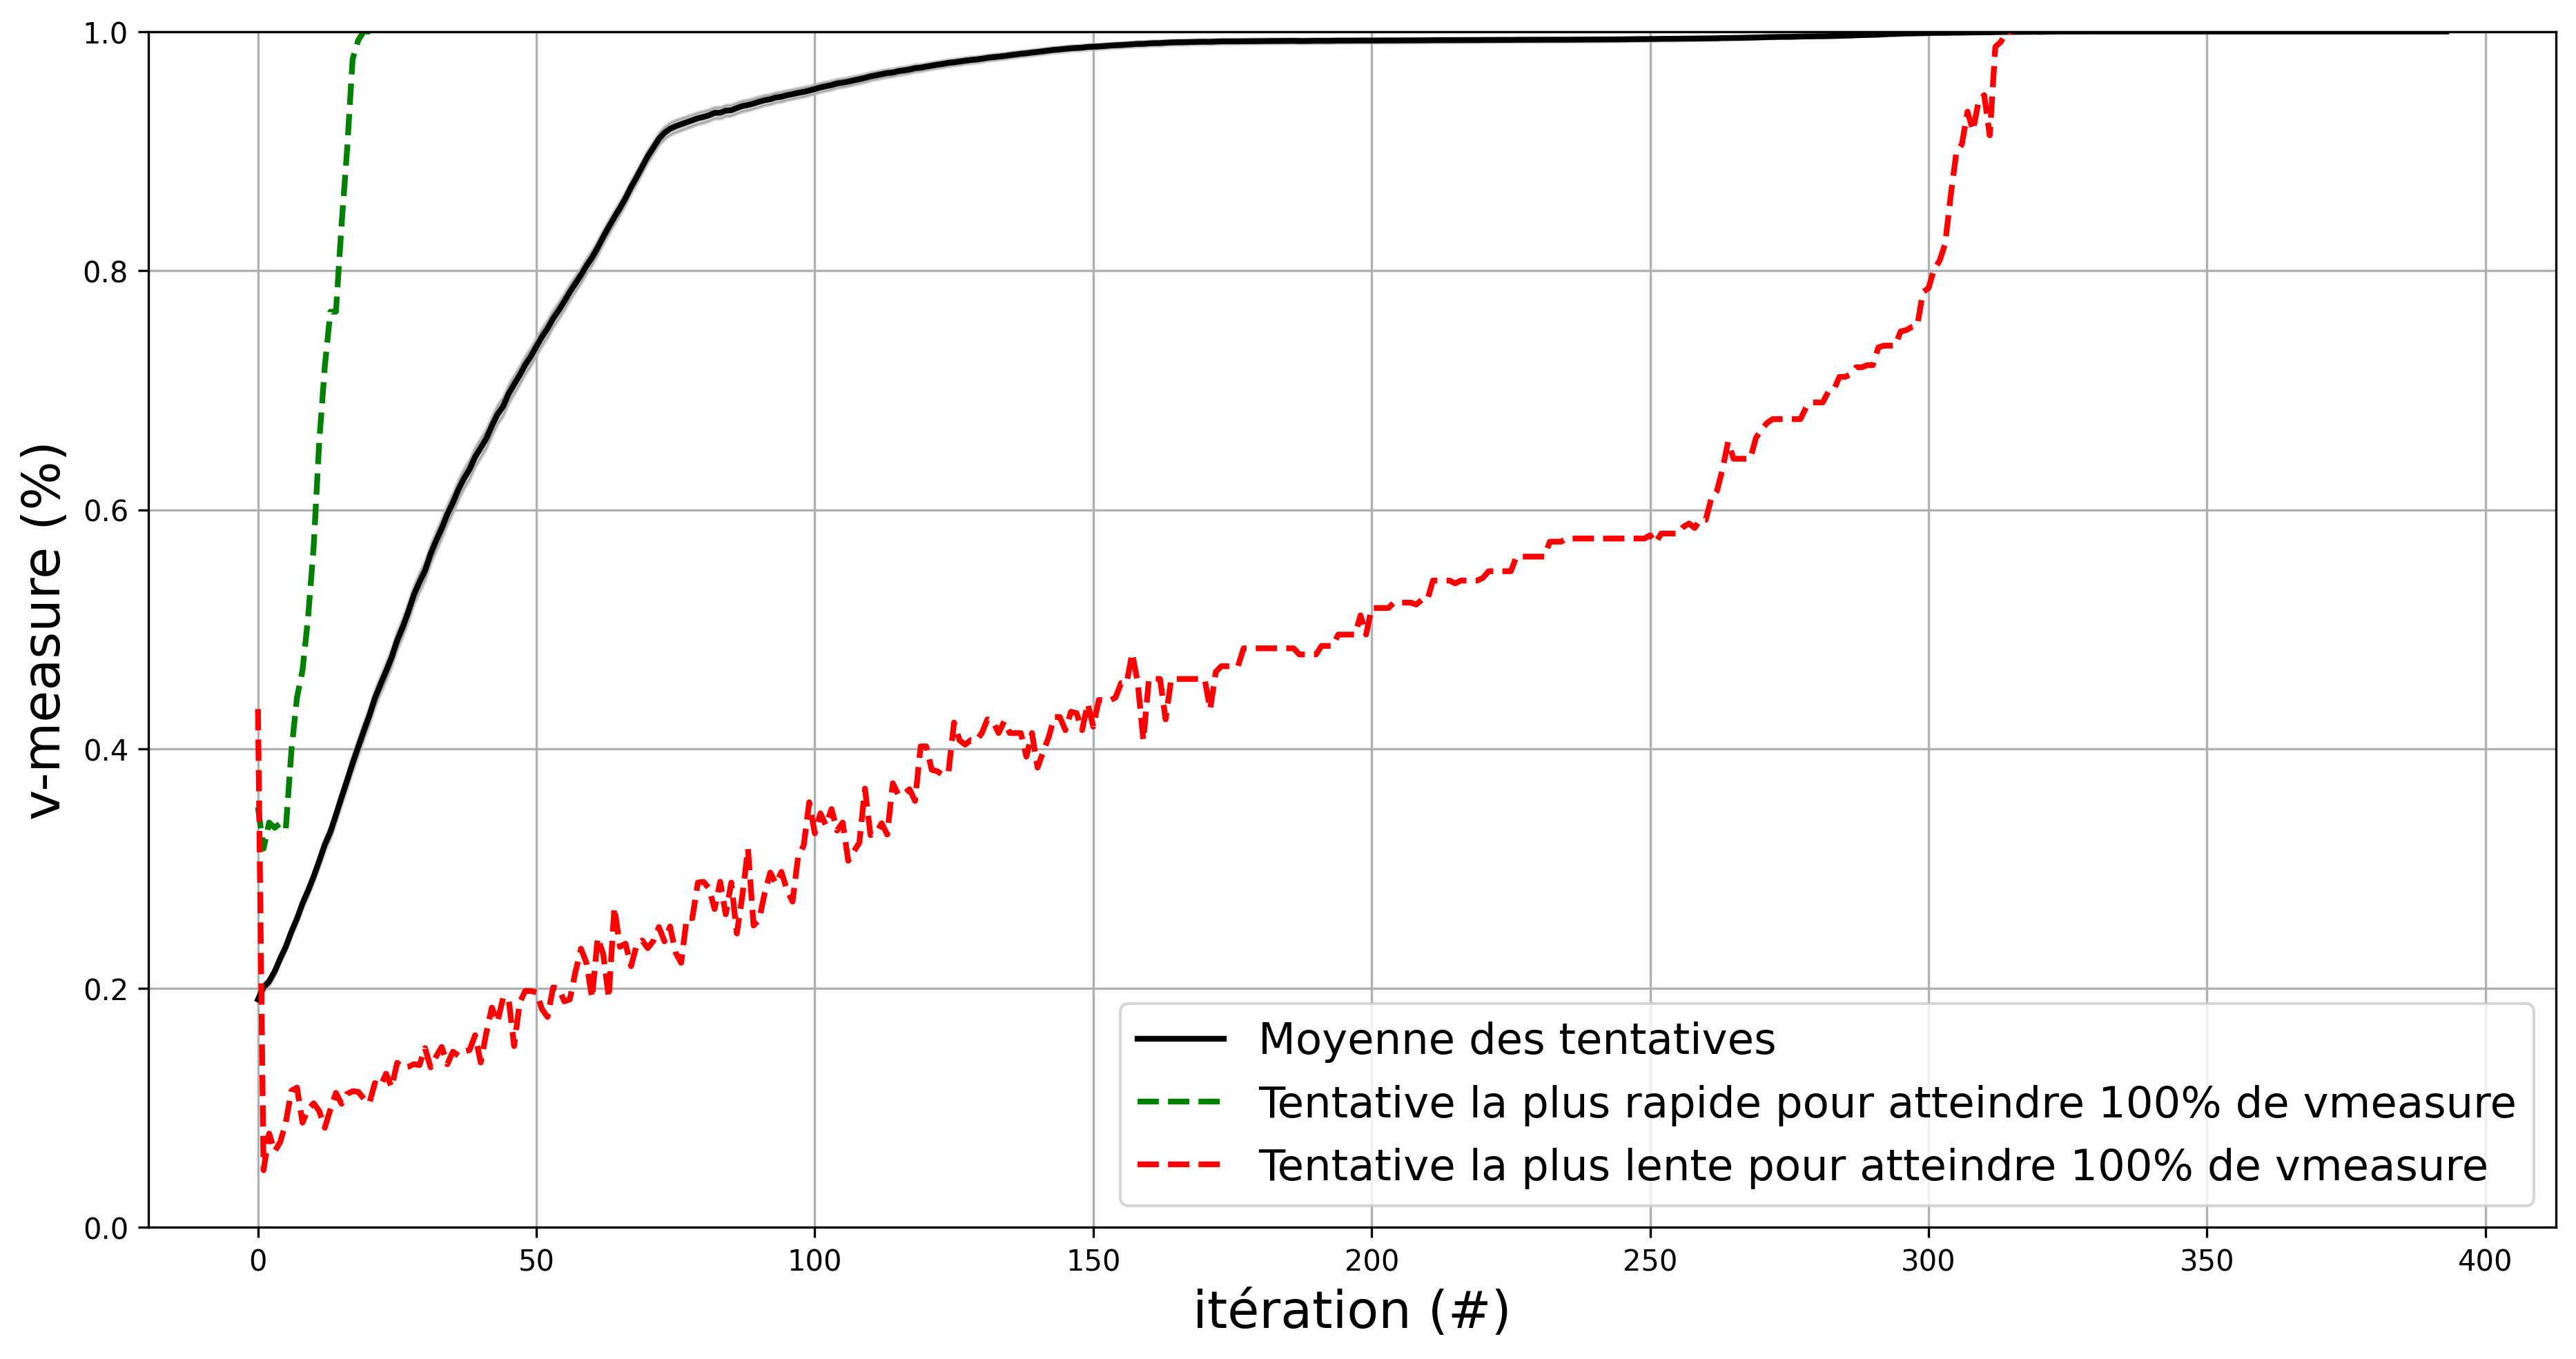 1.0
0.8
0.6
0.4
0.2
0.0
v-measure (%)
0 50 100 150 200 250 300 350 400
itération (#)
Moyenne des tentatives
Tentative la plus rapide pour atteindre 100% de vmeasure
Tentative la plus lente pour atteindre 100% de vmeasure